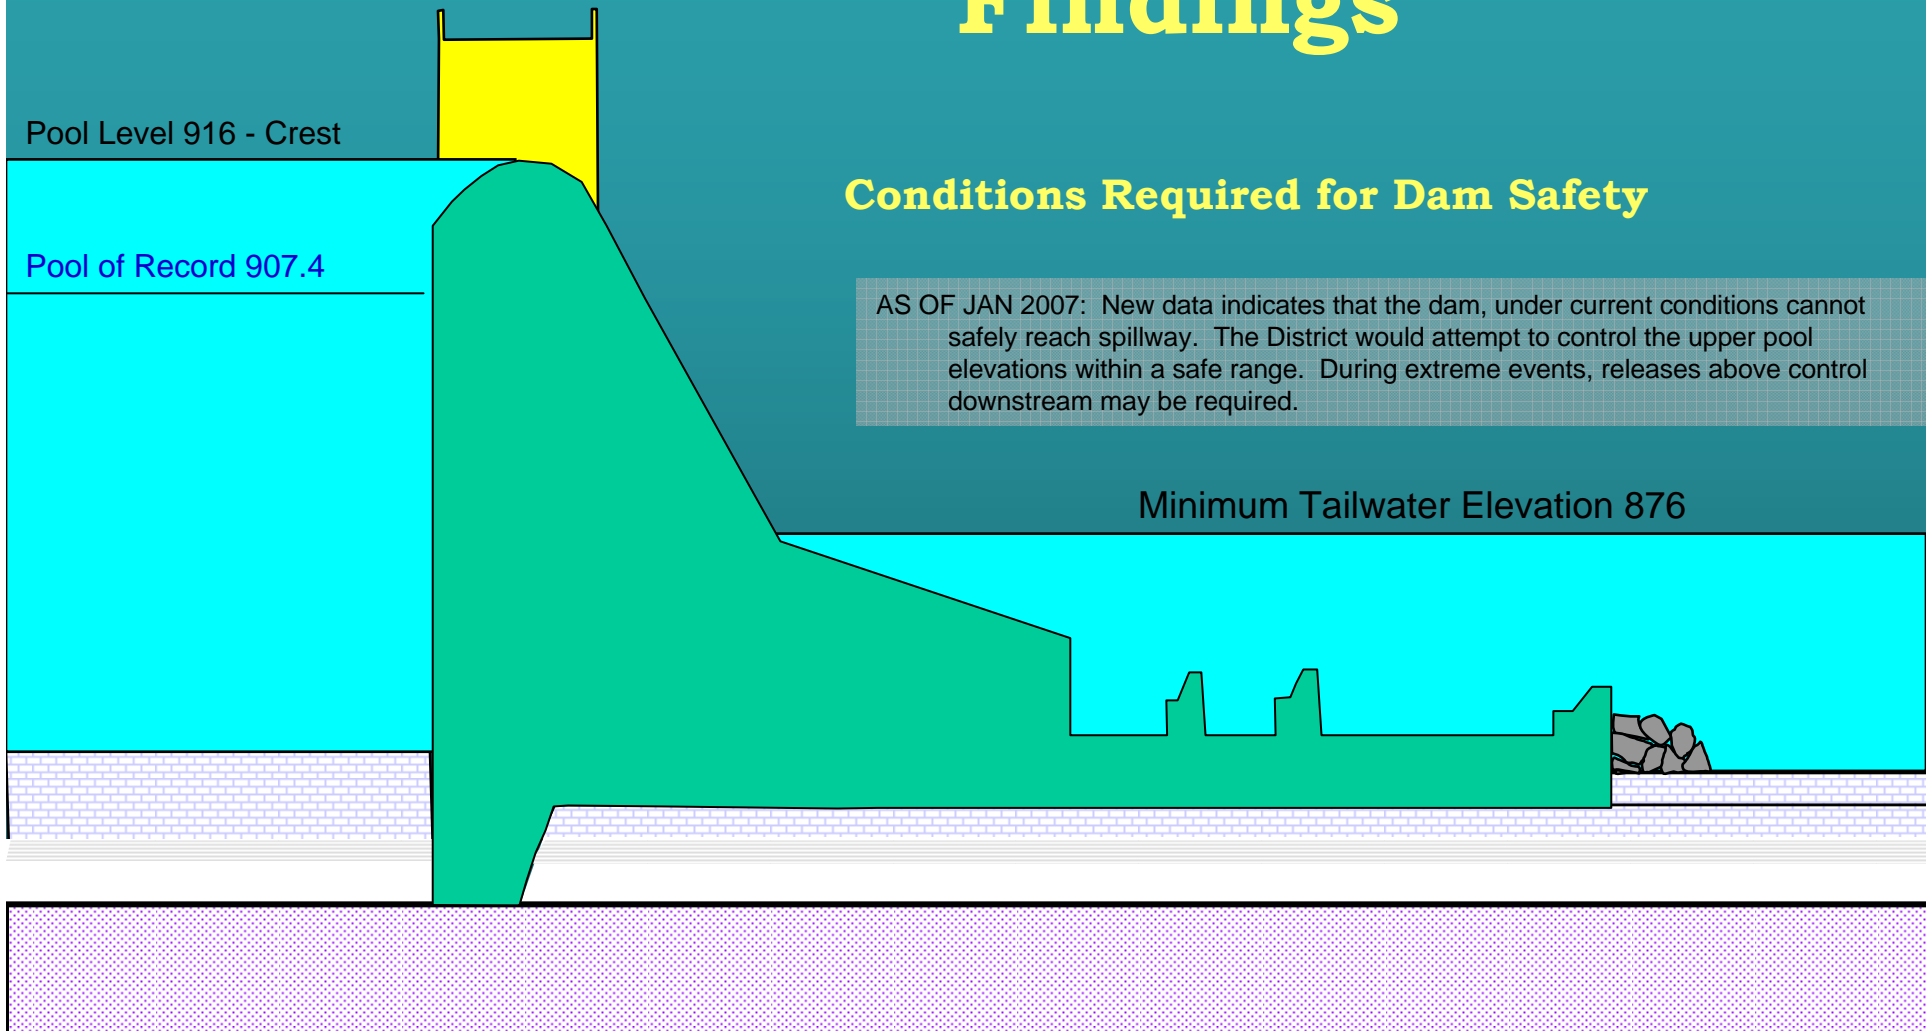 Findings
Pool Level 916 - Crest
Conditions Required for Dam Safety
Pool of Record 907.4
AS OF JAN 2007:  New data indicates that the dam, under current conditions cannot
safely reach spillway.  The District would attempt to control the upper pool
elevations within a safe range.  During extreme events, releases above control
downstream may be required.
Minimum Tailwater Elevation 876